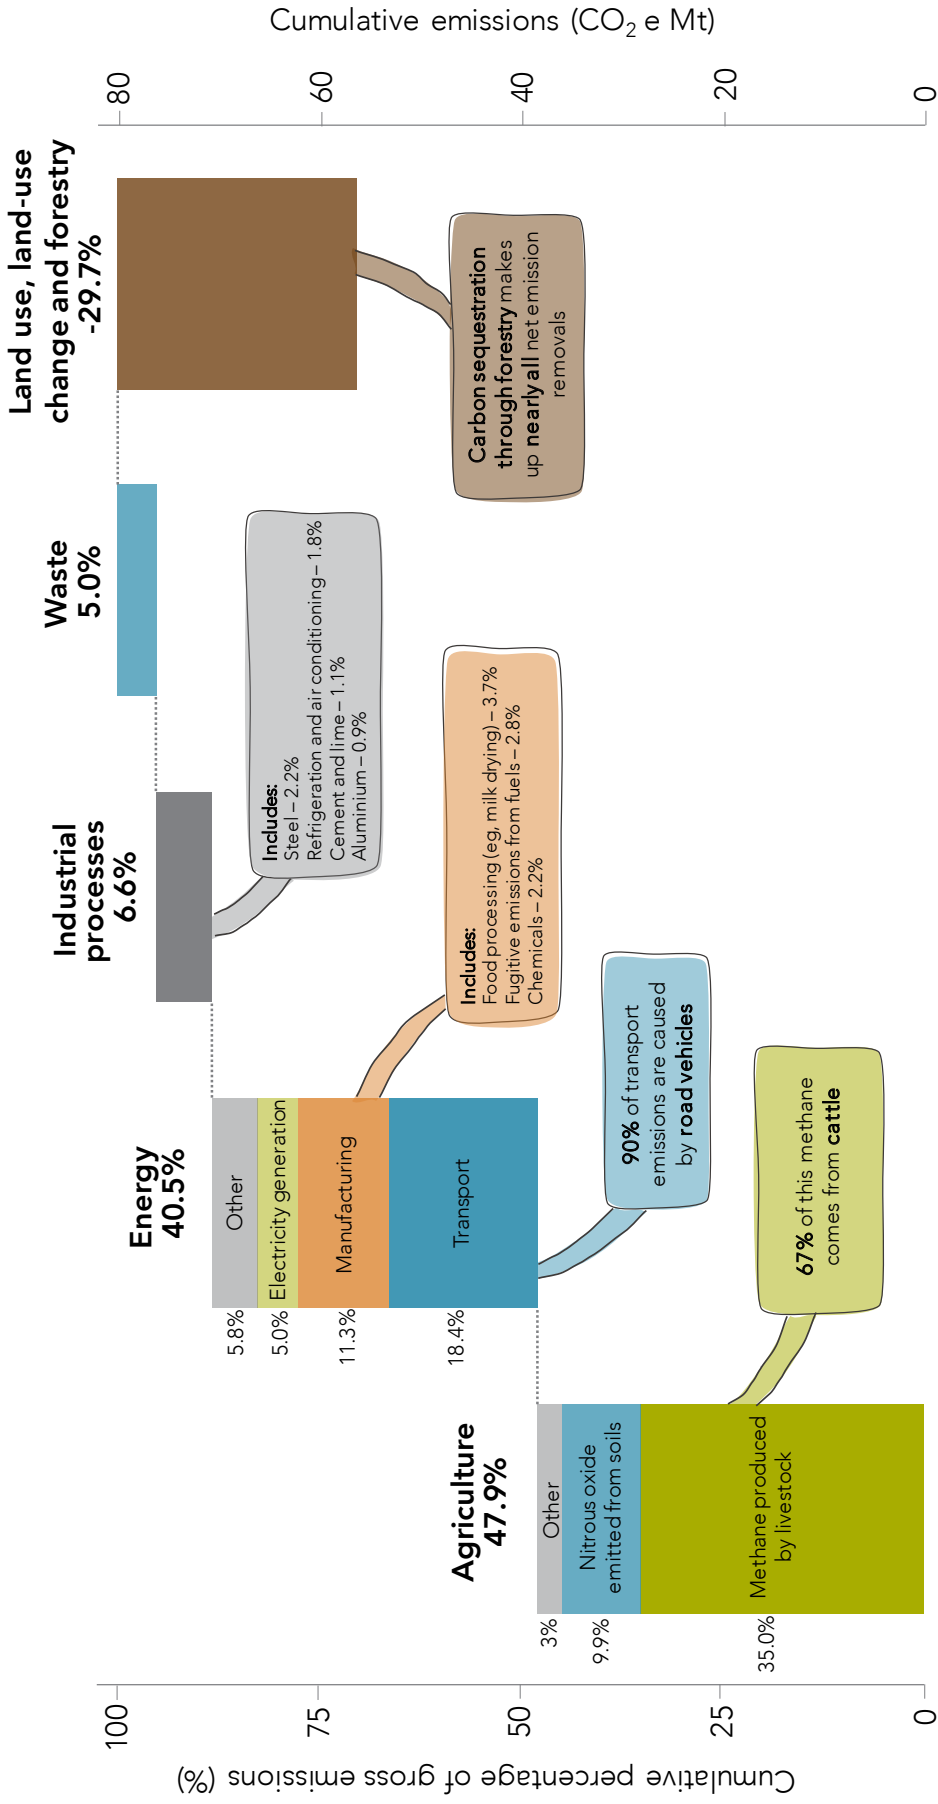 Cumulative percentage of gross emissions (%)
100
75
50
25
0
Agriculture
47.9%
3%
9.9%
35.0%
Other
Nitrous oxide
emitted from soils
Methane produced
by livestock
67% of this methane
comes from cattle
Energy
40.5%
5.8%
5.0%
11.3%
18.4%
Other
Electricity generation
Manufacturing
Transport
90% of transport
emissions are caused
by road vehicles
Includes:
Food processing (eg, milk drying) – 3.7%
Fugitive emissions from fuels – 2.8%
Chemicals – 2.2%
Industrial
processes
6.6%
Includes:
Steel – 2.2%
Refrigeration and air conditioning – 1.8%
Cement and lime – 1.1%
Aluminium – 0.9%
Waste
5.0%
Land use, land-use
change and forestry
-29.7%
Carbon sequestration
through forestry makes
up nearly all net emission
removals
80
60
40
20
0
Cumulative emissions (CO₂ e Mt)